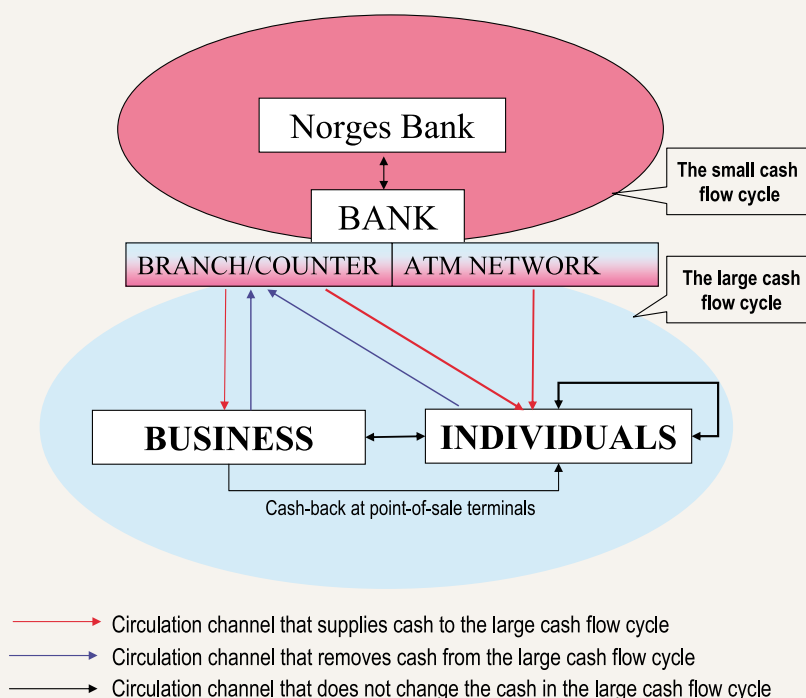 Norges Bank
The small cash
flow cycle
BANK
BRANCH/COUNTER
ATM NETWORK
The large cash
flow cycle
BUSINESS
INDIVIDUALS
Cash-back at point-of-sale terminals
Circulation channel that supplies cash to the large cash flow cycle
Circulation channel that removes cash from the large cash flow cycle
Circulation channel that does not change the cash in the large cash flow cycle